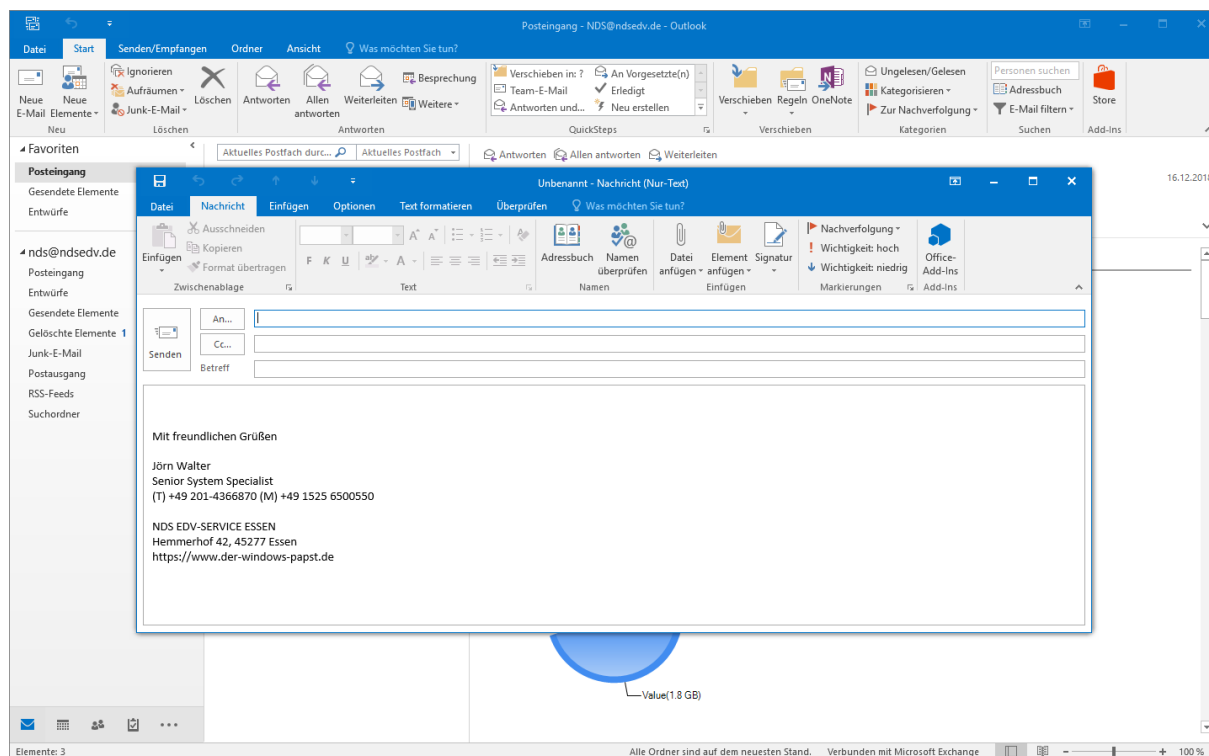 Posteingang - NDS@ndsedv.de - Outlook
Datei Start Senden/Empfangen Ordner Ansicht Was möchten Sie tun?
Neue E-Mail
Neue Elemente
Neu
Ignorieren
Aufräumen
Junk-E-Mail
Löschen
Löschen
Antworten
Allen antworten
Weiterleiten
Besprechung
Weitere
Antworten
Verschieben in: ?
Team-E-Mail
Antworten und...
An Vorgesetzte(n)
Erledigt
Neu erstellen
QuickSteps
Verschieben
Regeln
OneNote
Verschieben
Ungelesen/Gelesen
Kategorisieren
Zur Nachverfolgung
Kategorien
Personen suchen
Adressbuch
E-Mail filtern
Suchen
Store
Add-Ins
Favoriten
Posteingang
Gesendete Elemente
Entwürfe
nds@ndsedv.de
Posteingang
Entwürfe
Gesendete Elemente
Gelöschte Elemente 1
Junk-E-Mail
Postausgang
RSS-Feeds
Suchordner
Aktuelles Postfach durc... Aktuelles Postfach
Antworten Allen antworten Weiterleiten
16.12.2018
Unbenannt - Nachricht (Nur-Text)
Datei Nachricht Einfügen Optionen Text formatieren Überprüfen Was möchten Sie tun?
Einfügen
Ausschneiden
Kopieren
Format übertragen
Zwischenablage
F K U
Text
Adressbuch
Namen überprüfen
Namen
Datei anfügen
Element anfügen
Signatur
Einfügen
Nachverfolgung
Wichtigkeit: hoch
Wichtigkeit: niedrig
Markierungen
Office-Add-Ins
Add-Ins
Senden
An...
Cc...
Betreff
Mit freundlichen Grüßen
Jörn Walter
Senior System Specialist
(T) +49 201-4366870 (M) +49 1525 6500550
NDS EDV-SERVICE ESSEN
Hemmerhof 42, 45277 Essen
https://www.der-windows-papst.de
Value(1.8 GB)
Elemente: 3
Alle Ordner sind auf dem neuesten Stand. Verbunden mit Microsoft Exchange
100 %